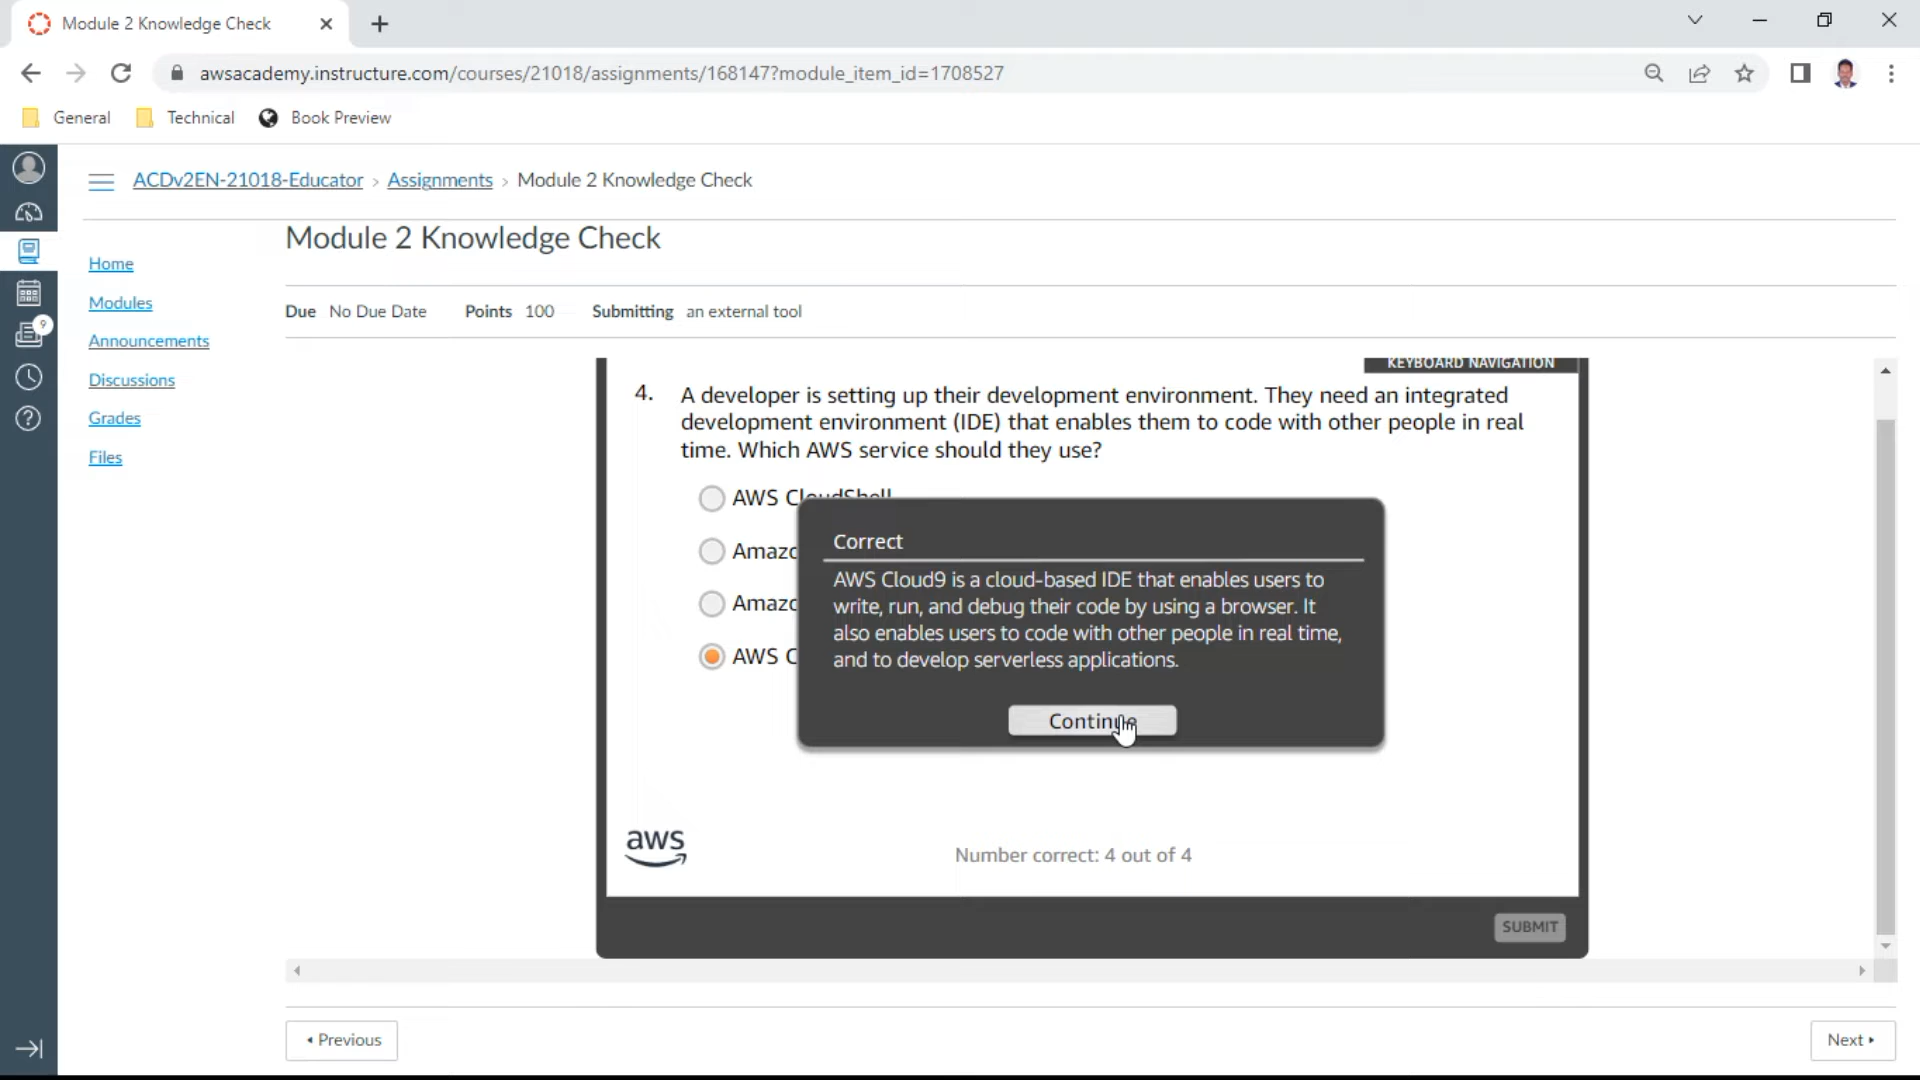 Module 2 Knowledge Check
awsacademy.instructure.com/courses/21018/assignments/168147?module_item_id=1708527
General Technical Book Preview
ACDv2EN-21018-Educator › Assignments › Module 2 Knowledge Check
Module 2 Knowledge Check
Home
Modules
Announcements
Discussions
Grades
Files
Due No Due Date Points 100 Submitting an external tool
KEYBOARD NAVIGATION
4. A developer is setting up their development environment. They need an integrated
development environment (IDE) that enables them to code with other people in real
time. Which AWS service should they use?
AWS CloudShell
Amazo
Amazo
AWS C
Correct
AWS Cloud9 is a cloud-based IDE that enables users to
write, run, and debug their code by using a browser. It
also enables users to code with other people in real time,
and to develop serverless applications.
Continue
aws
Number correct: 4 out of 4
SUBMIT
Previous
Next
9